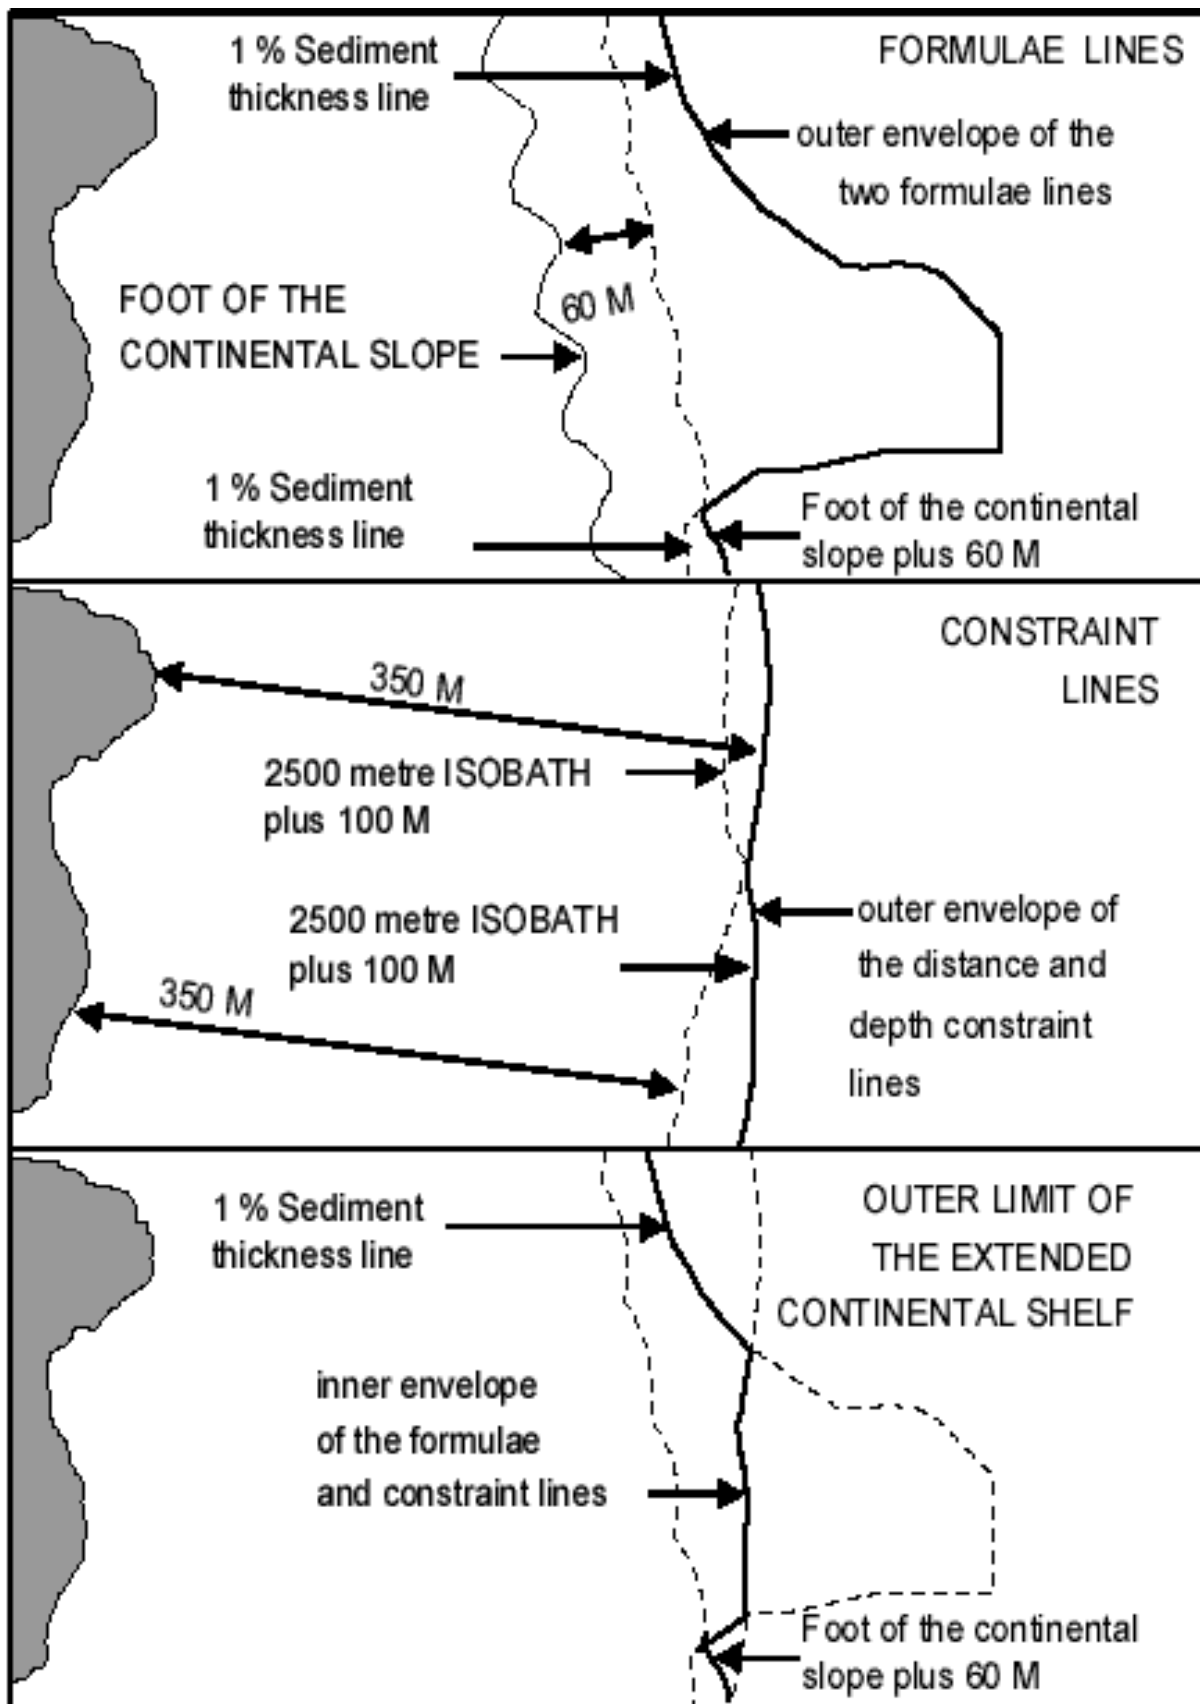 1 % Sediment
thickness line
FORMULAE LINES
outer envelope of the
two formulae lines
60 M
FOOT OF THE
CONTINENTAL SLOPE
1 % Sediment
thickness line
Foot of the continental
slope plus 60 M
CONSTRAINT
LINES
350 M
2500 metre ISOBATH
plus 100 M
2500 metre ISOBATH
plus 100 M
350 M
outer envelope of
the distance and
depth constraint
lines
1 % Sediment
thickness line
OUTER LIMIT OF
THE EXTENDED
CONTINENTAL SHELF
inner envelope
of the formulae
and constraint lines
Foot of the continental
slope plus 60 M